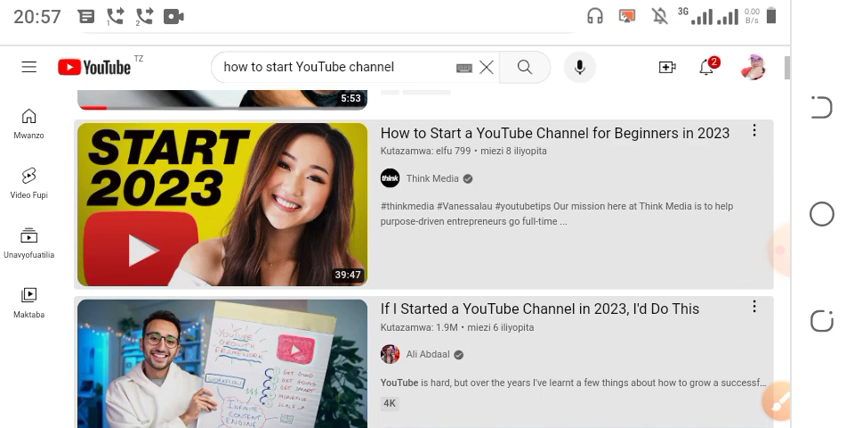 20:57
3G
0.00
B/s
YouTube TZ
how to start YouTube channel
2
Mwanzo
Video Fupi
Unavyofuatilia
Maktaba
5:53
START
2023
39:47
How to Start a YouTube Channel for Beginners in 2023
Kutazamwa: elfu 799 • miezi 8 iliyopita
think
Think Media
#thinkmedia #Vanessalau #youtubetips Our mission here at Think Media is to help
purpose-driven entrepreneurs go full-time ...
YOUTUBE
GROWTH
FRAMEWORK
If I Started a YouTube Channel in 2023, I'd Do This
Kutazamwa: 1.9M • miezi 6 iliyopita
Ali Abdaal
YouTube is hard, but over the years I've learnt a few things about how to grow a successf...
4K